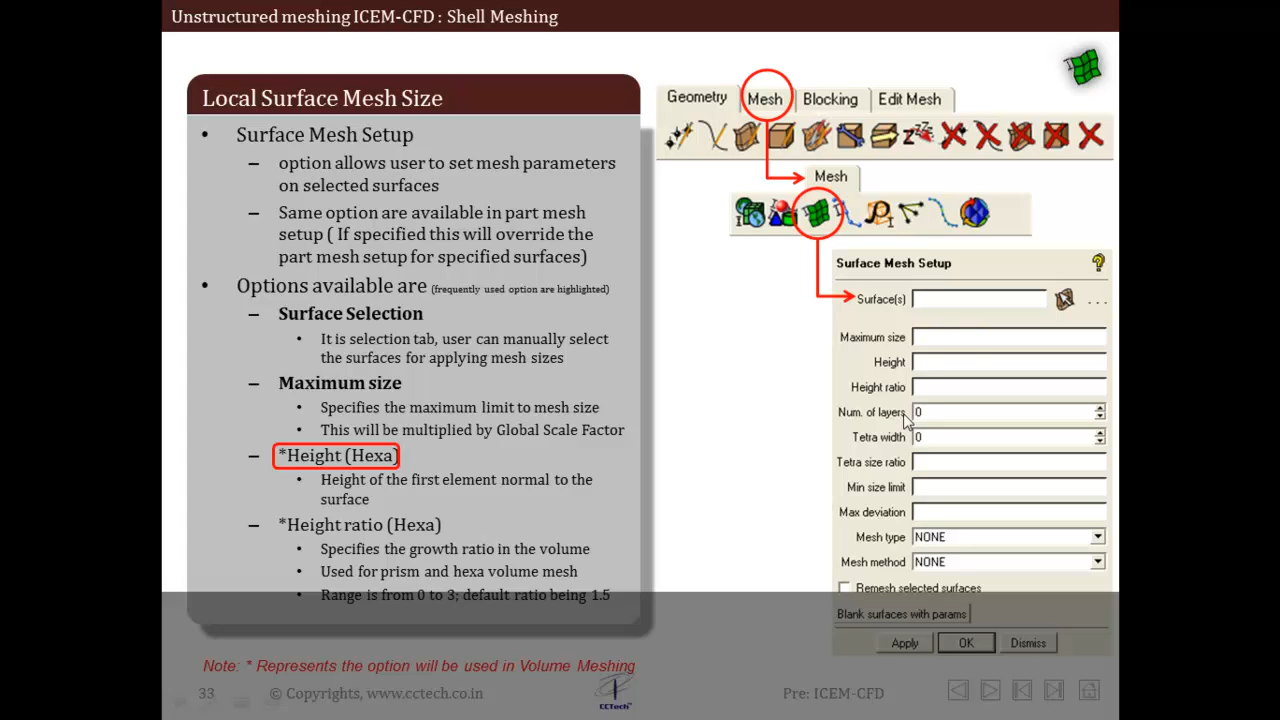 Unstructured meshing ICEM-CFD : Shell Meshing
Local Surface Mesh Size
• Surface Mesh Setup
– option allows user to set mesh parameters
on selected surfaces
– Same option are available in part mesh
setup ( If specified this will override the
part mesh setup for specified surfaces)
• Options available are (frequently used option are highlighted)
– Surface Selection
• It is selection tab, user can manually select
the surfaces for applying mesh sizes
– Maximum size
• Specifies the maximum limit to mesh size
• This will be multiplied by Global Scale Factor
– *Height (Hexa)
• Height of the first element normal to the
surface
– *Height ratio (Hexa)
• Specifies the growth ratio in the volume
• Used for prism and hexa volume mesh
• Range is from 0 to 3; default ratio being 1.5
Note: * Represents the option will be used in Volume Meshing
Geometry Mesh Blocking Edit Mesh
Mesh
Surface Mesh Setup
Surface(s)
Maximum size
Height
Height ratio
Num. of layers 0
Tetra width 0
Tetra size ratio
Min size limit
Max deviation
Mesh type NONE
Mesh method NONE
Remesh selected surfaces
Blank surfaces with params
Apply OK Dismiss
33 © Copyrights, www.cctech.co.in
CCTech
Pre: ICEM-CFD